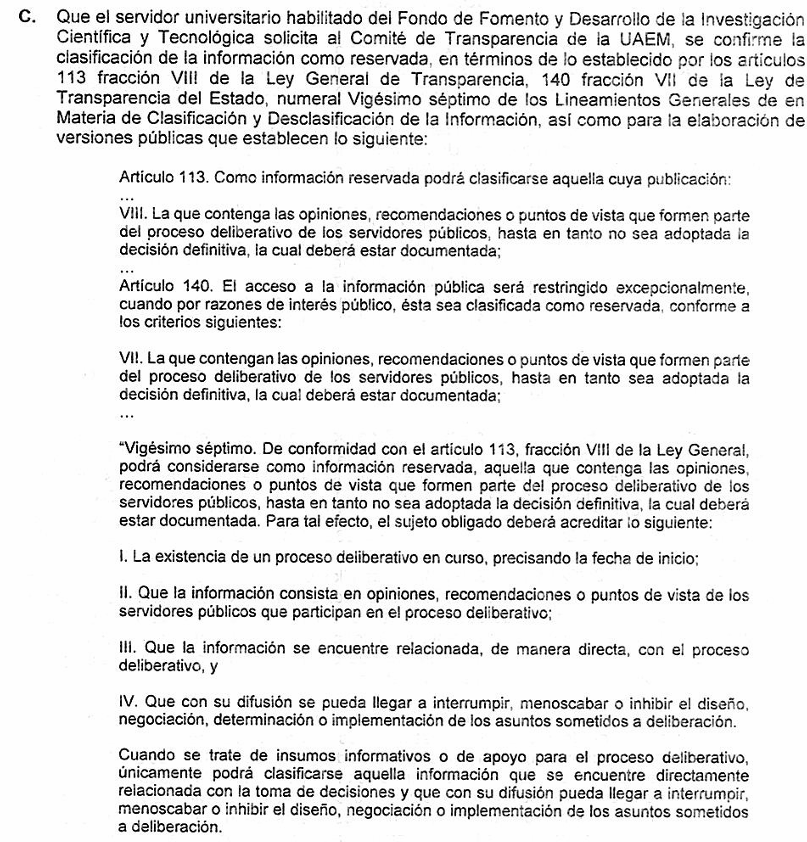 C. Que el servidor universitario habilitado del Fondo de Fomento y Desarrollo de la Investigación
Científica y Tecnológica solicita al Comité de Transparencia de la UAEM, se confirme la
clasificación de la información como reservada, en términos de lo establecido por los artículos
113 fracción VIII de la Ley General de Transparencia, 140 fracción VII de la Ley de
Transparencia del Estado, numeral Vigésimo séptimo de los Lineamientos Generales de en
Materia de Clasificación y Desclasificación de la Información, así como para la elaboración de
versiones públicas que establecen lo siguiente:
Artículo 113. Como información reservada podrá clasificarse aquella cuya publicación:
...
VIII. La que contenga las opiniones, recomendaciones o puntos de vista que formen parte
del proceso deliberativo de los servidores públicos, hasta en tanto no sea adoptada la
decisión definitiva, la cual deberá estar documentada;
...
Artículo 140. El acceso a la información pública será restringido excepcionalmente,
cuando por razones de interés público, ésta sea clasificada como reservada, conforme a
los criterios siguientes:
VII. La que contengan las opiniones, recomendaciones o puntos de vista que formen parte
del proceso deliberativo de los servidores públicos, hasta en tanto sea adoptada la
decisión definitiva, la cual deberá estar documentada;
...
“Vigésimo séptimo. De conformidad con el artículo 113, fracción VIII de la Ley General,
podrá considerarse como información reservada, aquella que contenga las opiniones,
recomendaciones o puntos de vista que formen parte del proceso deliberativo de los
servidores públicos, hasta en tanto no sea adoptada la decisión definitiva, la cual deberá
estar documentada. Para tal efecto, el sujeto obligado deberá acreditar lo siguiente:
I. La existencia de un proceso deliberativo en curso, precisando la fecha de inicio;
II. Que la información consista en opiniones, recomendaciones o puntos de vista de los
servidores públicos que participan en el proceso deliberativo;
III. Que la información se encuentre relacionada, de manera directa, con el proceso
deliberativo, y
IV. Que con su difusión se pueda llegar a interrumpir, menoscabar o inhibir el diseño,
negociación, determinación o implementación de los asuntos sometidos a deliberación.
Cuando se trate de insumos informativos o de apoyo para el proceso deliberativo,
únicamente podrá clasificarse aquella información que se encuentre directamente
relacionada con la toma de decisiones y que con su difusión pueda llegar a interrumpir,
menoscabar o inhibir el diseño, negociación o implementación de los asuntos sometidos
a deliberación.